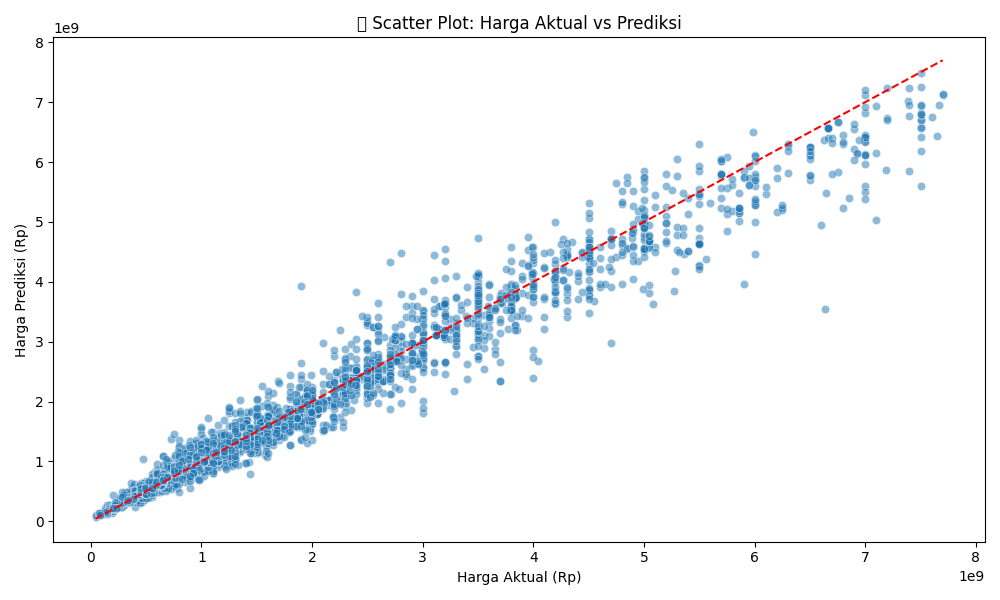 ▯ Scatter Plot: Harga Aktual vs Prediksi
1e9
8
7
6
5
4
3
2
1
0
Harga Prediksi (Rp)
0 1 2 3 4 5 6 7 8
1e9
Harga Aktual (Rp)